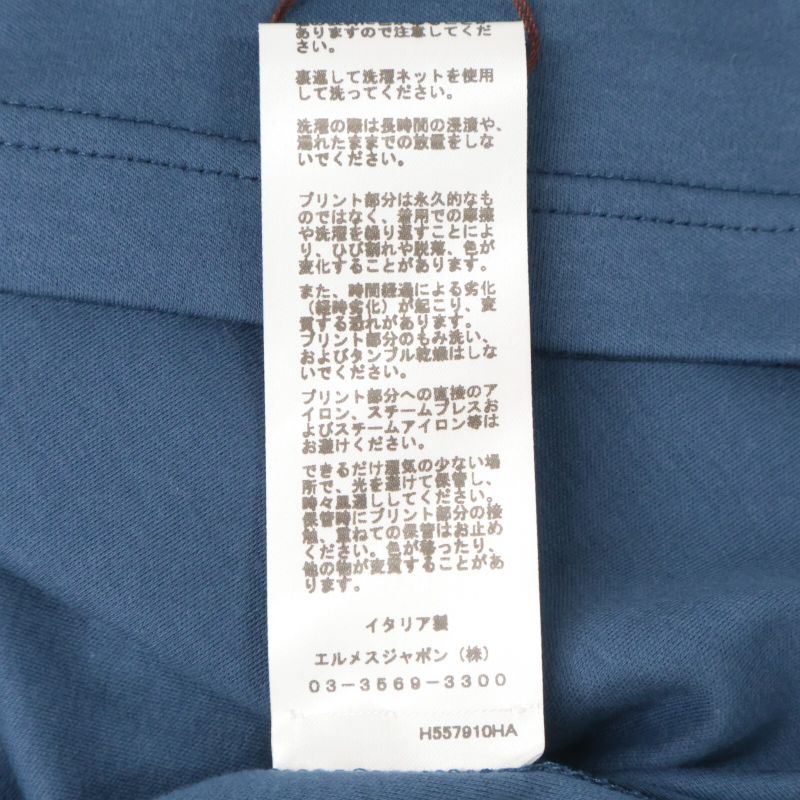 ありますので注意してくだ
さい。
裏返して洗濯ネットを使用
して洗ってください。
洗濯の際は長時間の浸漬や、
濡れたままでの放置をしな
いでください。
プリント部分は永久的なも
のではなく、着用での摩擦
や洗濯を繰り返すことによ
り、ひび割れや脱落、色が
変化することがあります。
また、時間経過による劣化
（経時劣化）が起こり、変
質する恐れがあります。
プリント部分のもみ洗い、
およびタンブル乾燥はしな
いでください。
プリント部分への直接のア
イロン、スチームプレスお
よびスチームアイロン等は
お避けください。
できるだけ湿気の少ない場
所で、光を避けて保管し、
時々風通ししてください。
保管時にプリント部分の接
触、重ねての保管はお止め
ください。色が移ったり、
他の物が変質することがあ
ります。
イタリア製
エルメスジャポン（株）
03-3569-3300
H557910HA